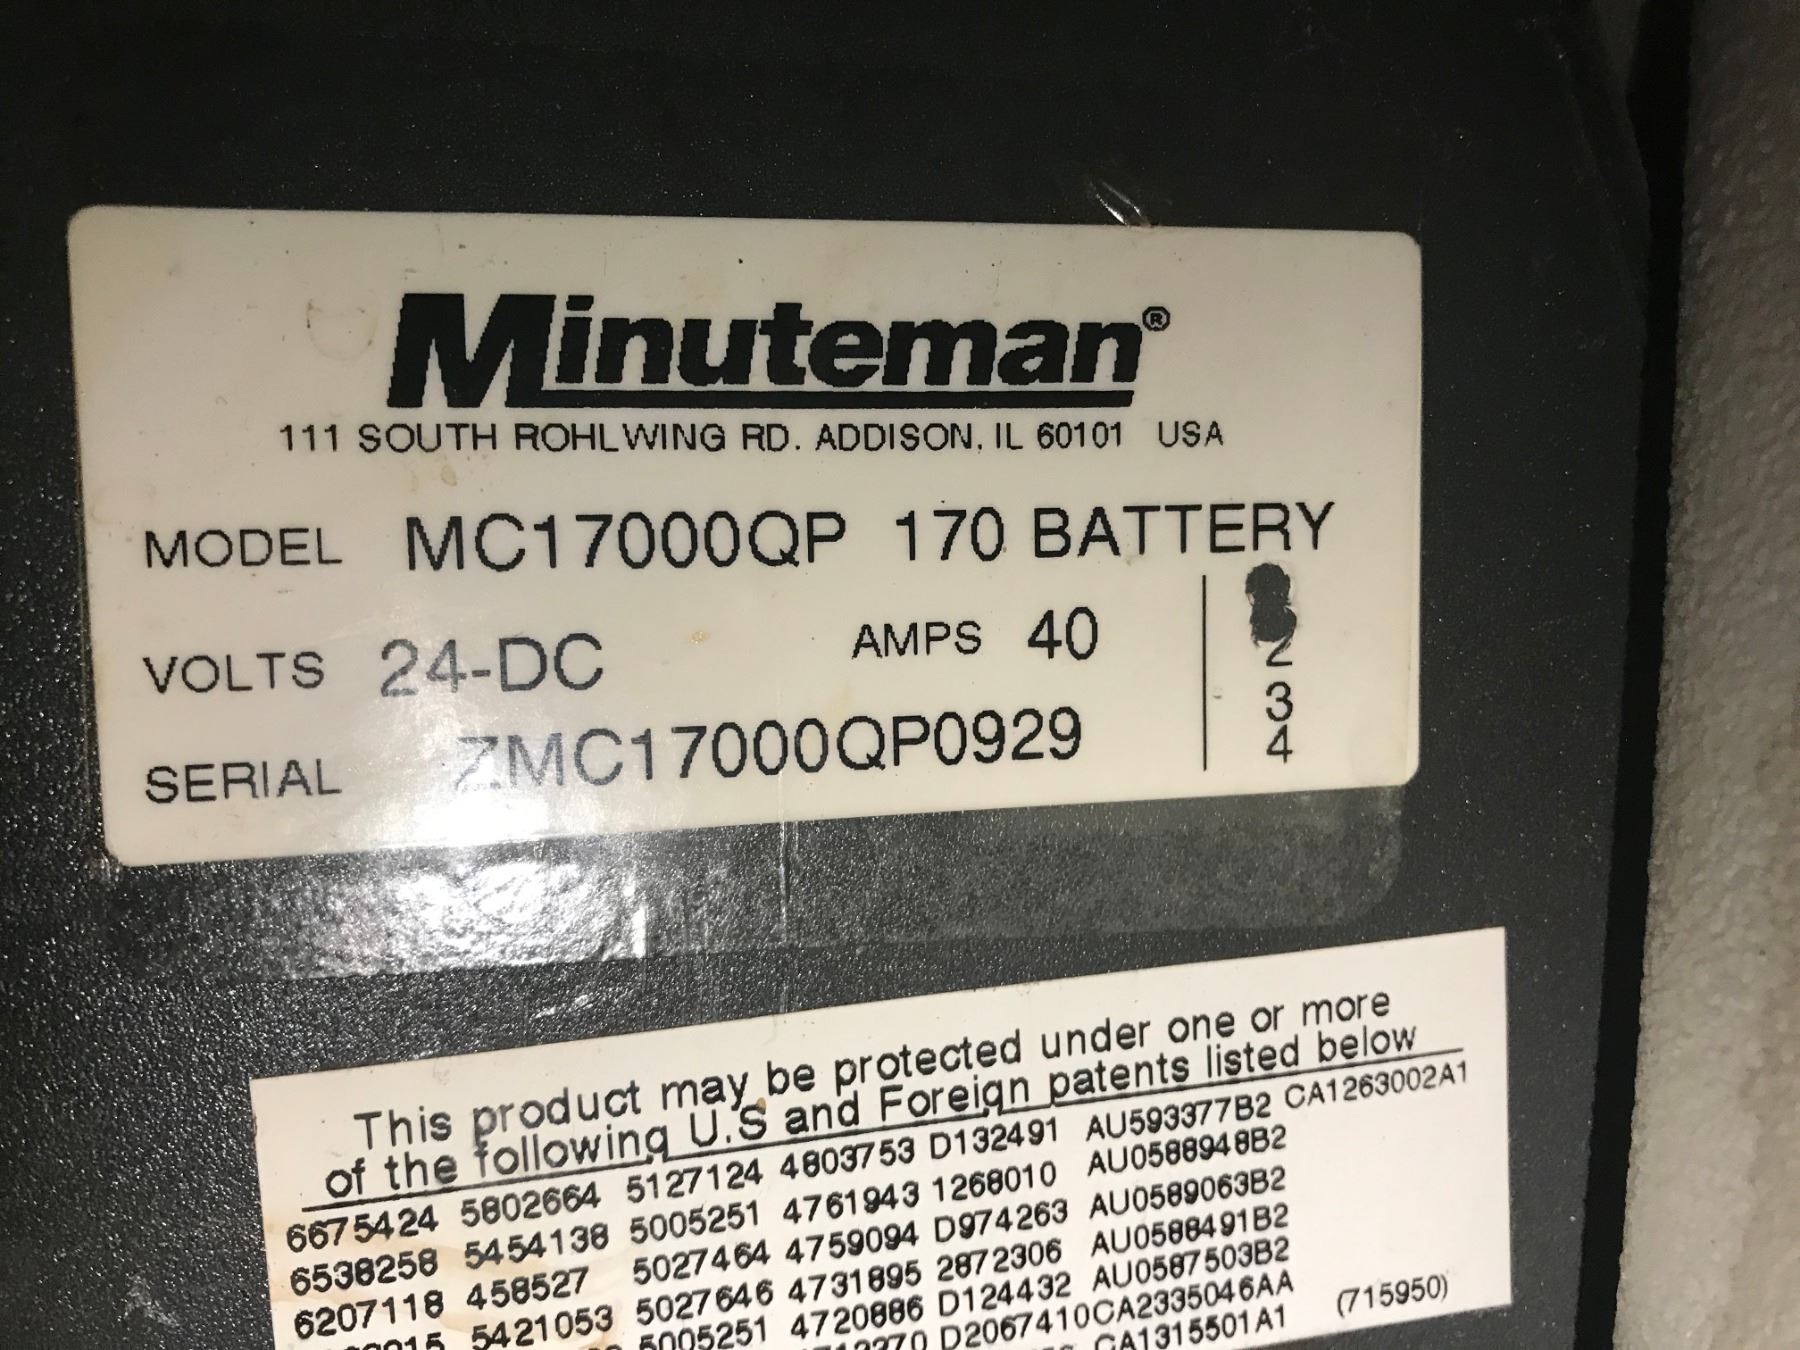 Minuteman®
111 SOUTH ROHLWING RD. ADDISON, IL 60101 USA
MODEL MC17000QP 170 BATTERY
VOLTS 24-DC AMPS 40
2
3
4
SERIAL ZMC17000QP0929
This product may be protected under one or more
of the following U.S and Foreign patents listed below
6675424 5802664 5127124 4803753 D132491 AU593377B2 CA1263002A1
6538258 5454138 5005251 4761943 1268010 AU0588948B2
6207118 458527 5027464 4759094 D974263 AU0589063B2
5421053 5027646 4731895 2872306 AU0588491B2
5005251 4720886 D124432 AU0587503B2
D2067410CA2335046AA
CA1315501A1 (715950)